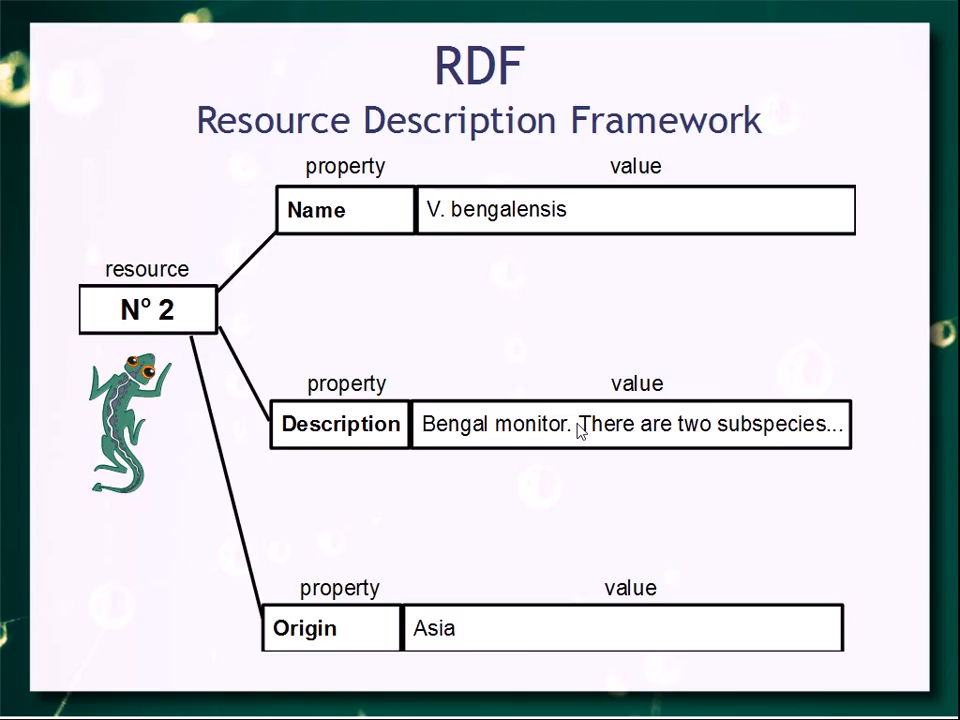 RDF
Resource Description Framework
property value
Name V. bengalensis
resource
Nº 2
property value
Description Bengal monitor. There are two subspecies...
property value
Origin Asia